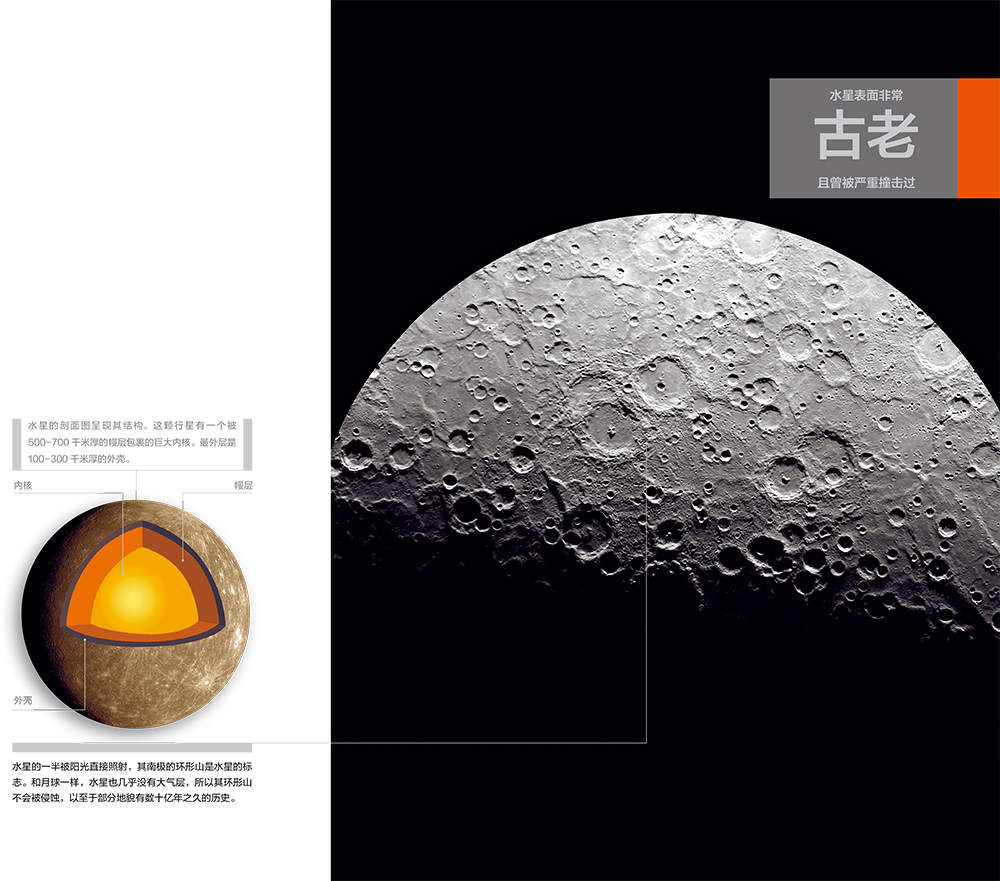 水星表面非常
古老
且曾被严重撞击过
水星的剖面图呈现其结构。这颗行星有一个被
500-700 千米厚的幔层包裹的巨大内核。最外层是
100-300 千米厚的外壳。
内核
幔层
外壳
水星的一半被阳光直接照射，其南极的环形山是水星的标
志。和月球一样，水星也几乎没有大气层，所以其环形山
不会被侵蚀，以至于部分地貌有数十亿年之久的历史。